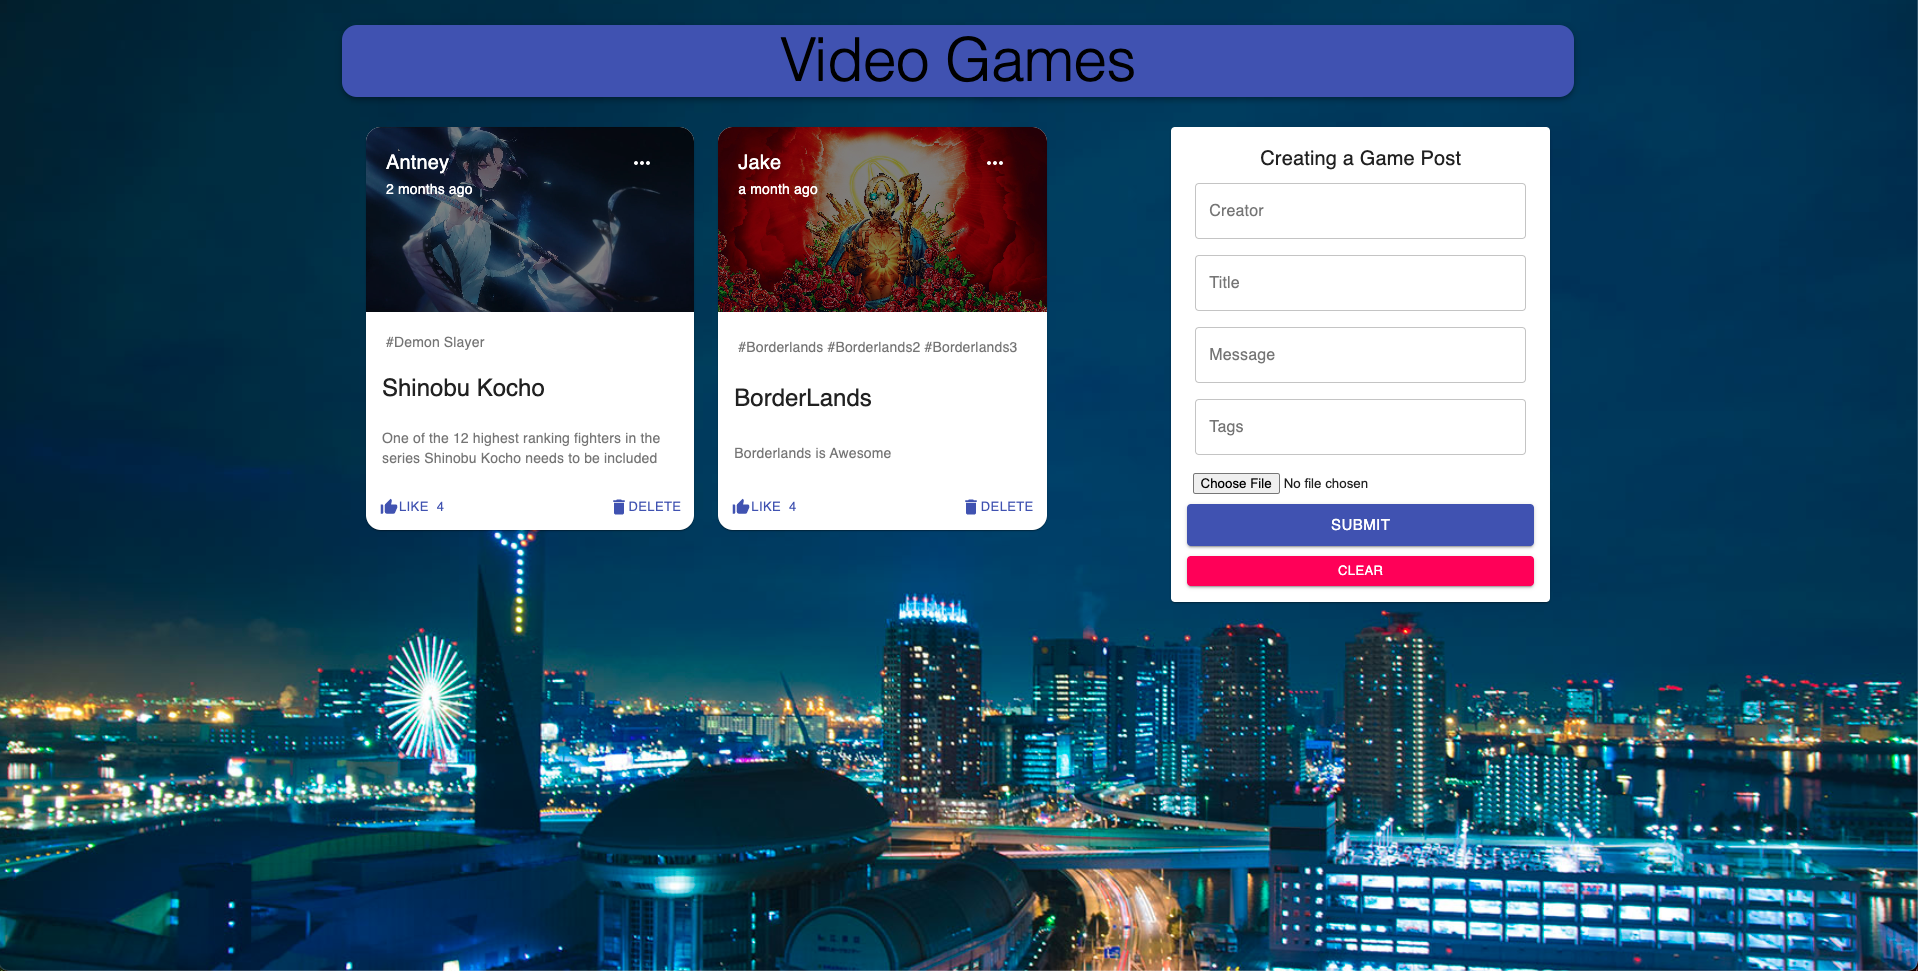 Video Games
Antney
2 months ago
#Demon Slayer
Shinobu Kocho
One of the 12 highest ranking fighters in the
series Shinobu Kocho needs to be included
LIKE 4
DELETE
Jake
a month ago
#Borderlands #Borderlands2 #Borderlands3
BorderLands
Borderlands is Awesome
LIKE 4
DELETE
Creating a Game Post
Creator
Title
Message
Tags
Choose File No file chosen
SUBMIT
CLEAR